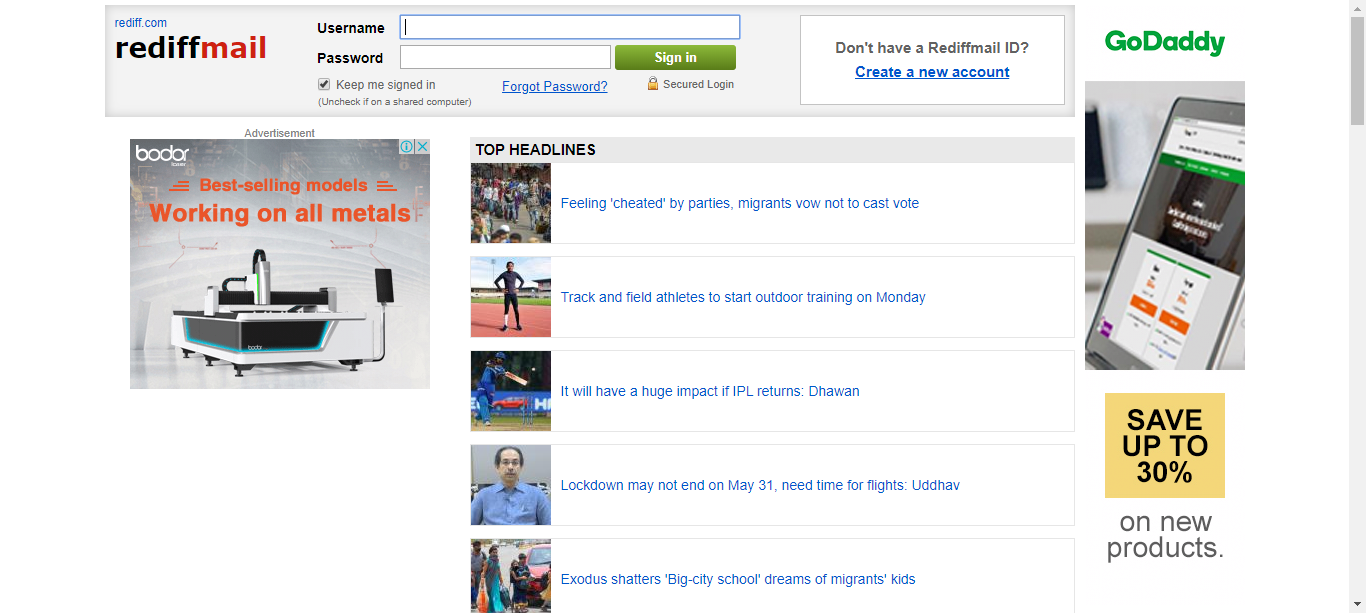 rediff.com
rediffmail
Username
Password
Sign in
Keep me signed in
(Uncheck if on a shared computer)
Forgot Password?
Secured Login
Don't have a Rediffmail ID?
Create a new account
Advertisement
bodor
Best-selling models
Working on all metals
bodor
TOP HEADLINES
Feeling 'cheated' by parties, migrants vow not to cast vote
Track and field athletes to start outdoor training on Monday
It will have a huge impact if IPL returns: Dhawan
Lockdown may not end on May 31, need time for flights: Uddhav
Exodus shatters 'Big-city school' dreams of migrants' kids
GoDaddy
SAVE
UP TO
30%
on new
products.